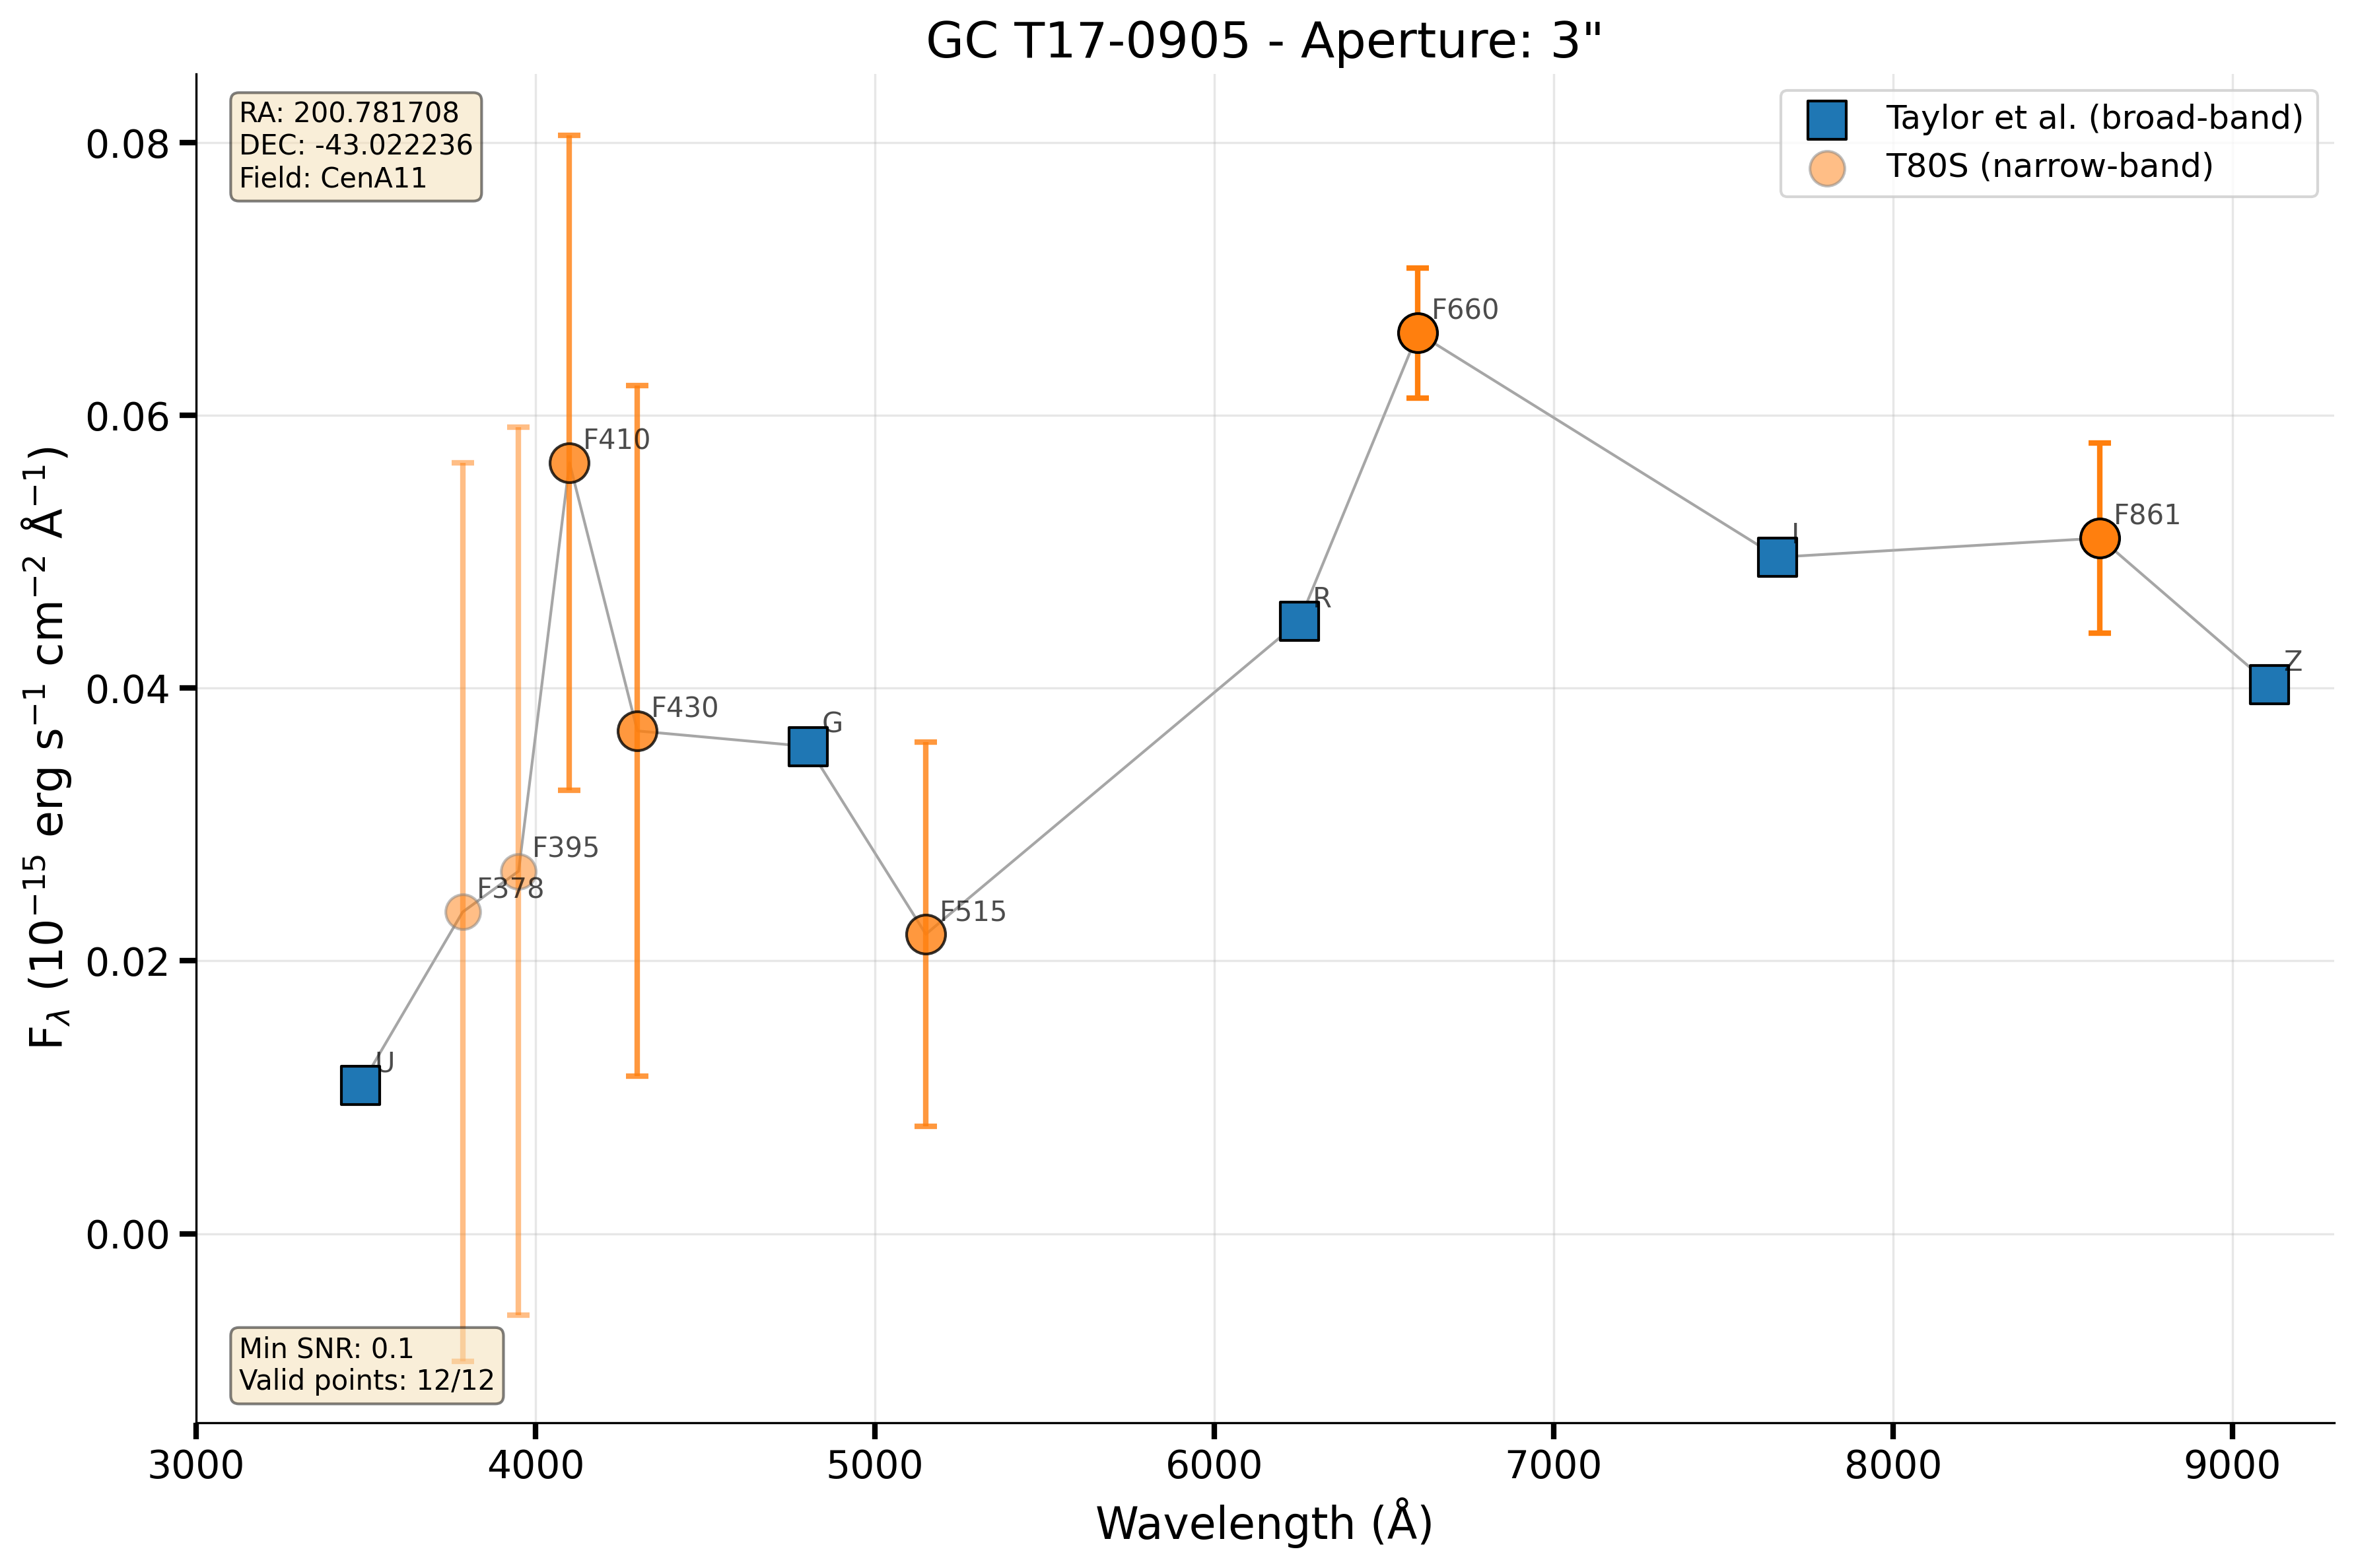 GC T17-0905 - Aperture: 3"
RA: 200.781708
DEC: -43.022236
Field: CenA11
Taylor et al. (broad-band)
T80S (narrow-band)
F660
F410
F861
I
R
Z
F430
G
F395
F378
F515
U
0.08
0.06
0.04
0.02
0.00
Fλ (10⁻¹⁵ erg s⁻¹ cm⁻² Å⁻¹)
Min SNR: 0.1
Valid points: 12/12
3000 4000 5000 6000 7000 8000 9000
Wavelength (Å)